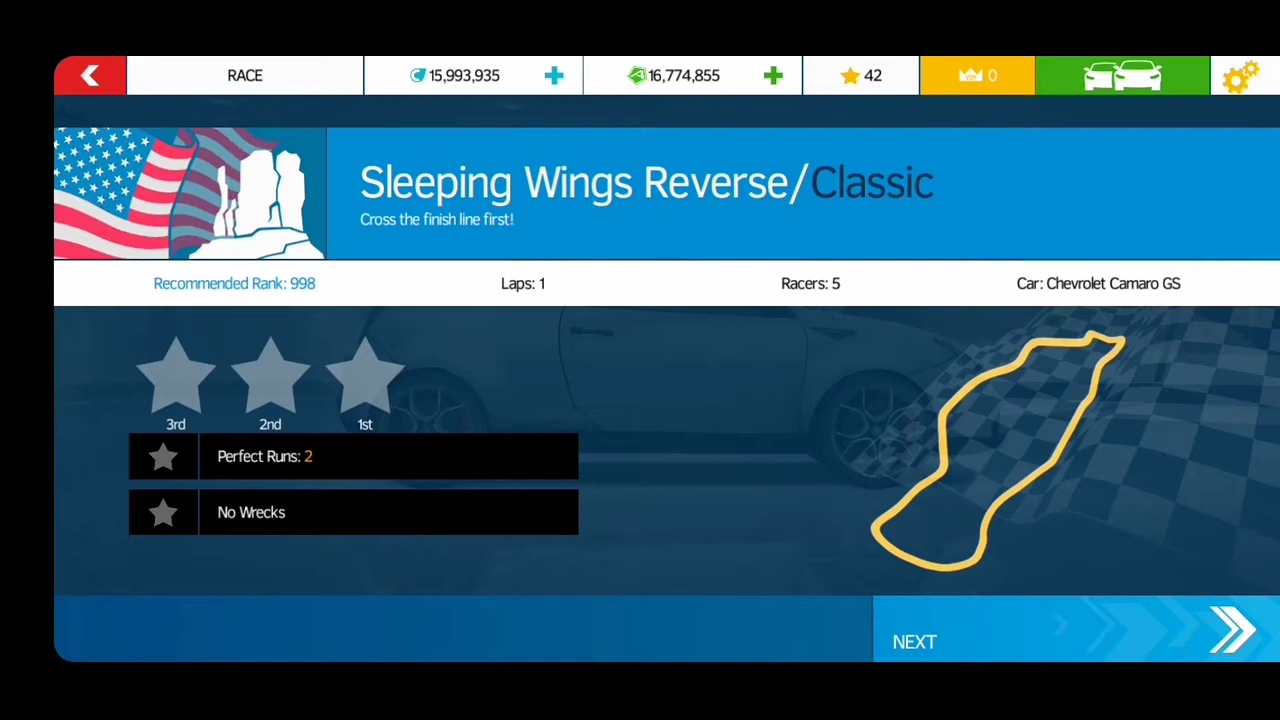 RACE
15,993,935
16,774,855
42
0
Sleeping Wings Reverse/Classic
Cross the finish line first!
Recommended Rank: 998
Laps: 1
Racers: 5
Car: Chevrolet Camaro GS
3rd
2nd
1st
Perfect Runs: 2
No Wrecks
NEXT